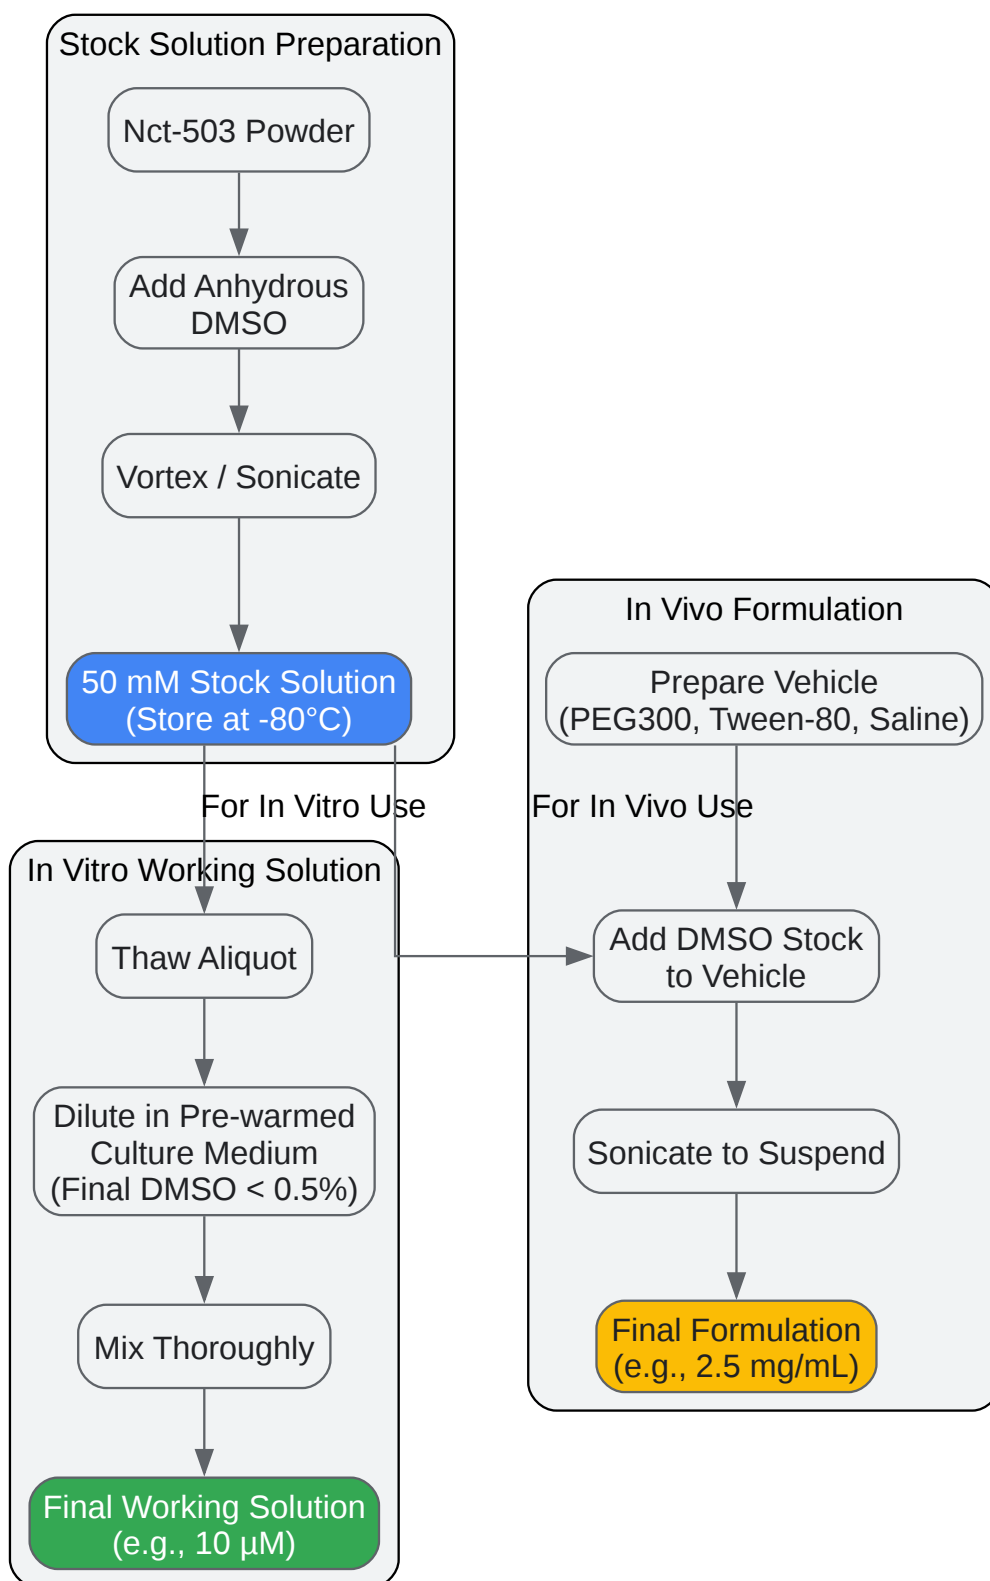 Stock Solution Preparation
Nct-503 Powder
Add Anhydrous
DMSO
Vortex / Sonicate
50 mM Stock Solution
(Store at -80°C)
For In Vitro Use
In Vitro Working Solution
Thaw Aliquot
Dilute in Pre-warmed
Culture Medium
(Final DMSO < 0.5%)
Mix Thoroughly
Final Working Solution
(e.g., 10 µM)
In Vivo Formulation
Prepare Vehicle
(PEG300, Tween-80, Saline)
For In Vivo Use
Add DMSO Stock
to Vehicle
Sonicate to Suspend
Final Formulation
(e.g., 2.5 mg/mL)